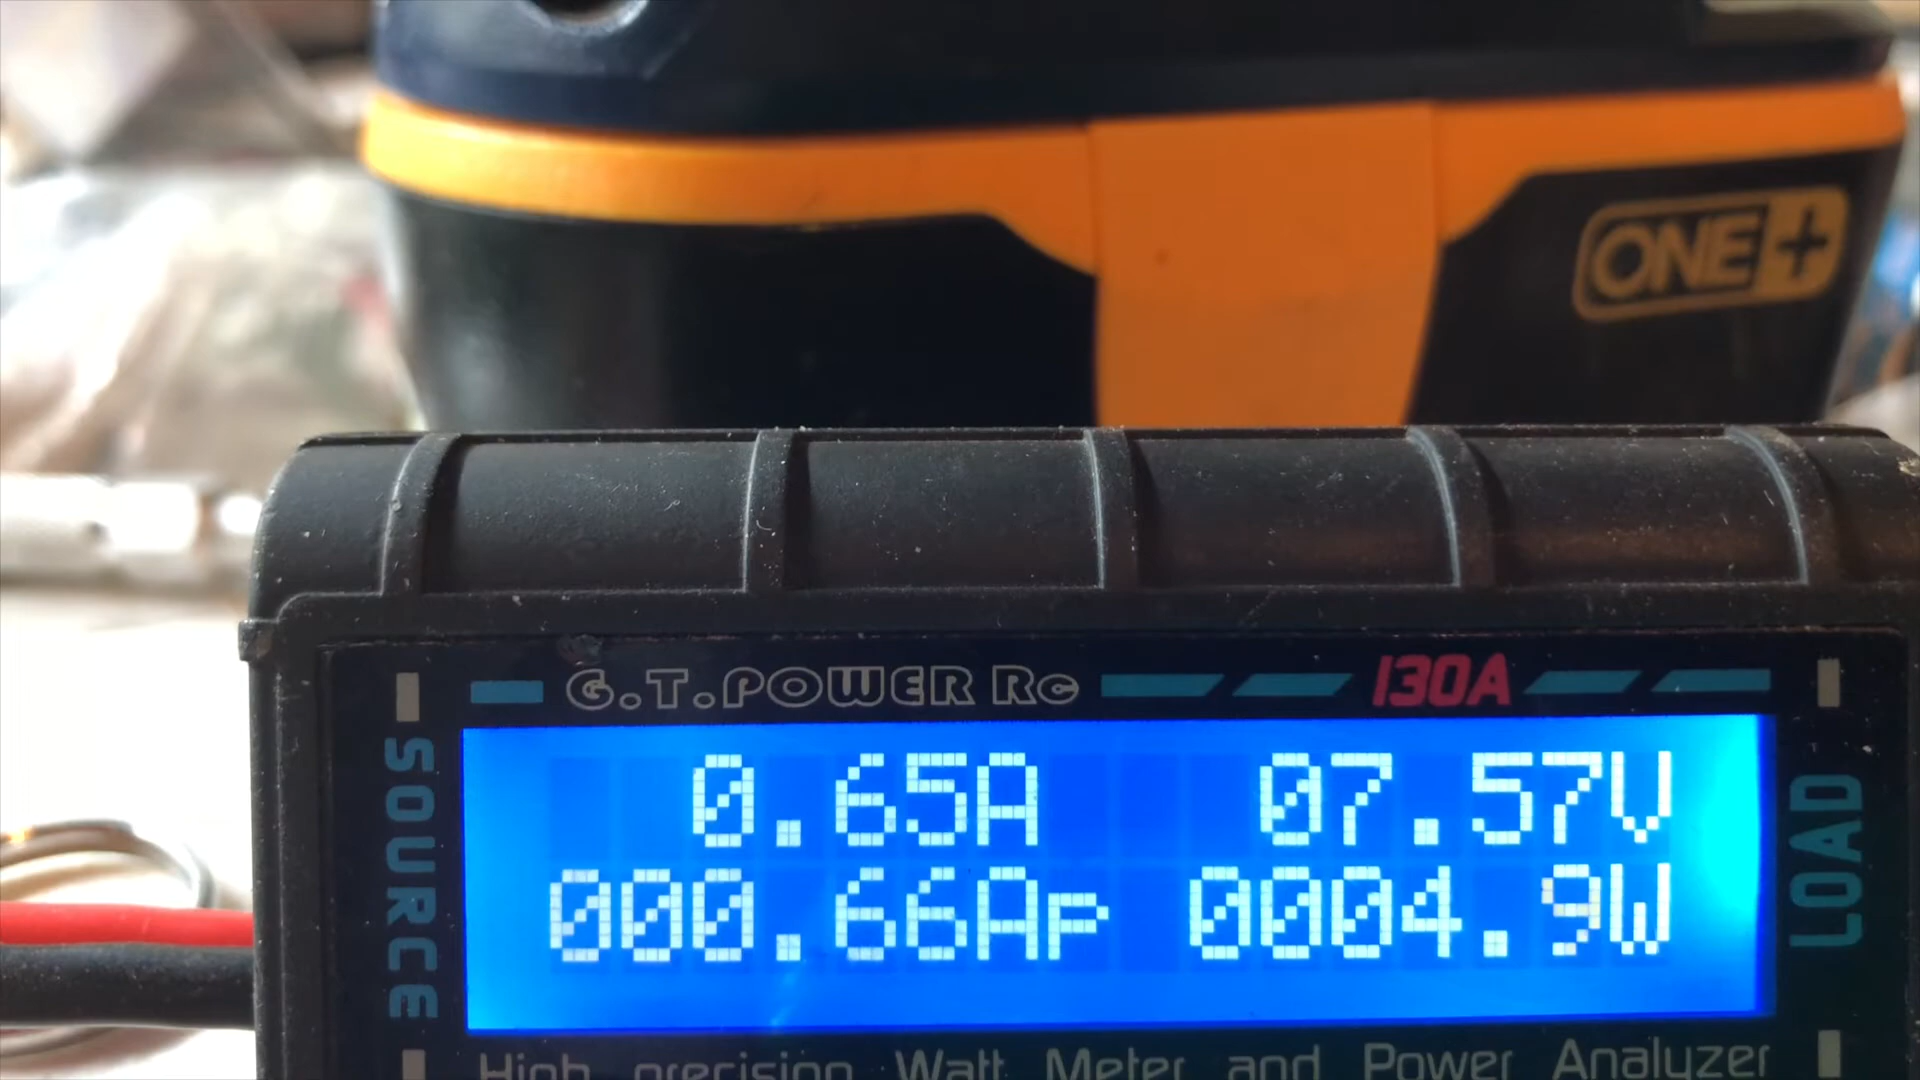 ONE+
G.T.POWER RC 130A
SOURCE
0.65A 07.57V
000.66Ap 0004.9W
LOAD
High precision Watt Meter and Power Analyzer